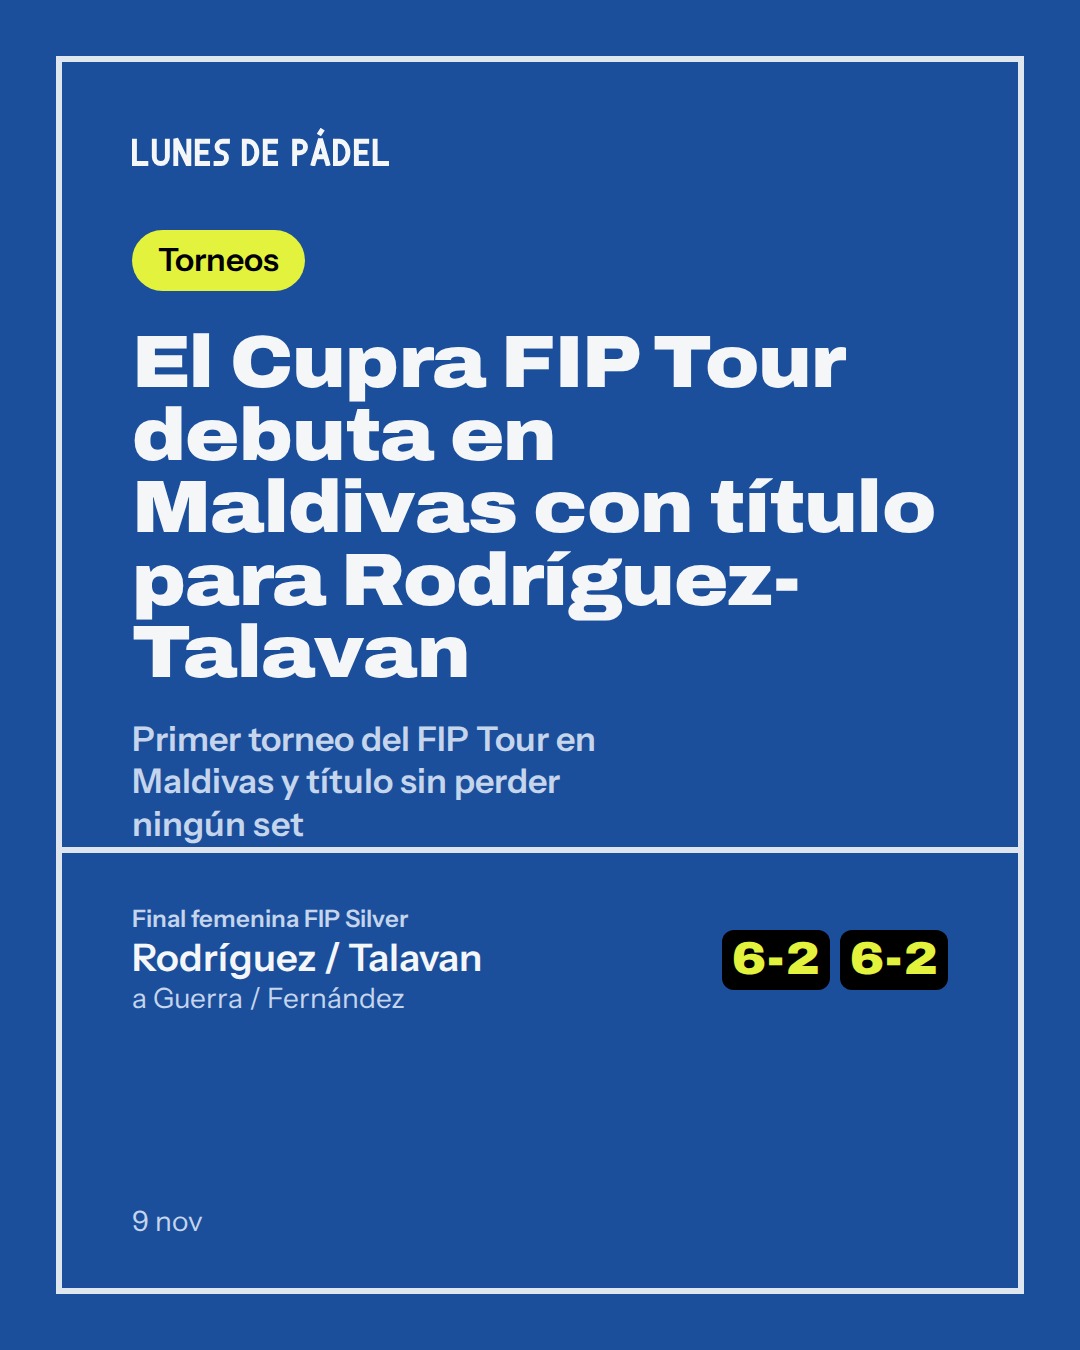 LUNES DE PÁDEL
Torneos
El Cupra FIP Tour
debuta en
Maldivas con título
para Rodríguez-
Talavan
Primer torneo del FIP Tour en
Maldivas y título sin perder
ningún set
Final femenina FIP Silver
Rodríguez / Talavan
a Guerra / Fernández
6-2 6-2
9 nov